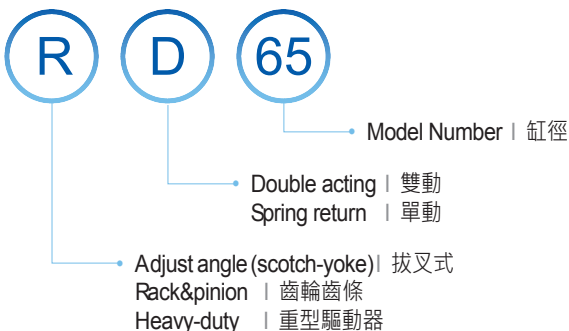 R D 65
Model Number | 缸徑
Double acting | 雙動
Spring return | 單動
Adjust angle (scotch-yoke) | 拔叉式
Rack&pinion | 齒輪齒條
Heavy-duty | 重型驅動器